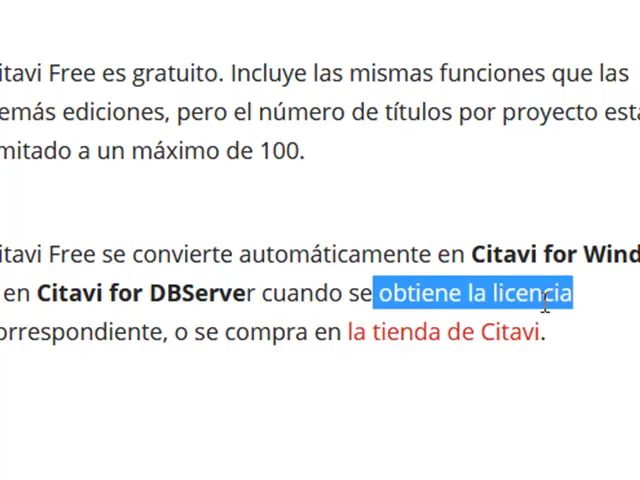 itavi Free es gratuito. Incluye las mismas funciones que las
emás ediciones, pero el número de títulos por proyecto está
mitado a un máximo de 100.
itavi Free se convierte automáticamente en Citavi for Wind
en Citavi for DBServer cuando se obtiene la licencia
orrespondiente, o se compra en la tienda de Citavi.